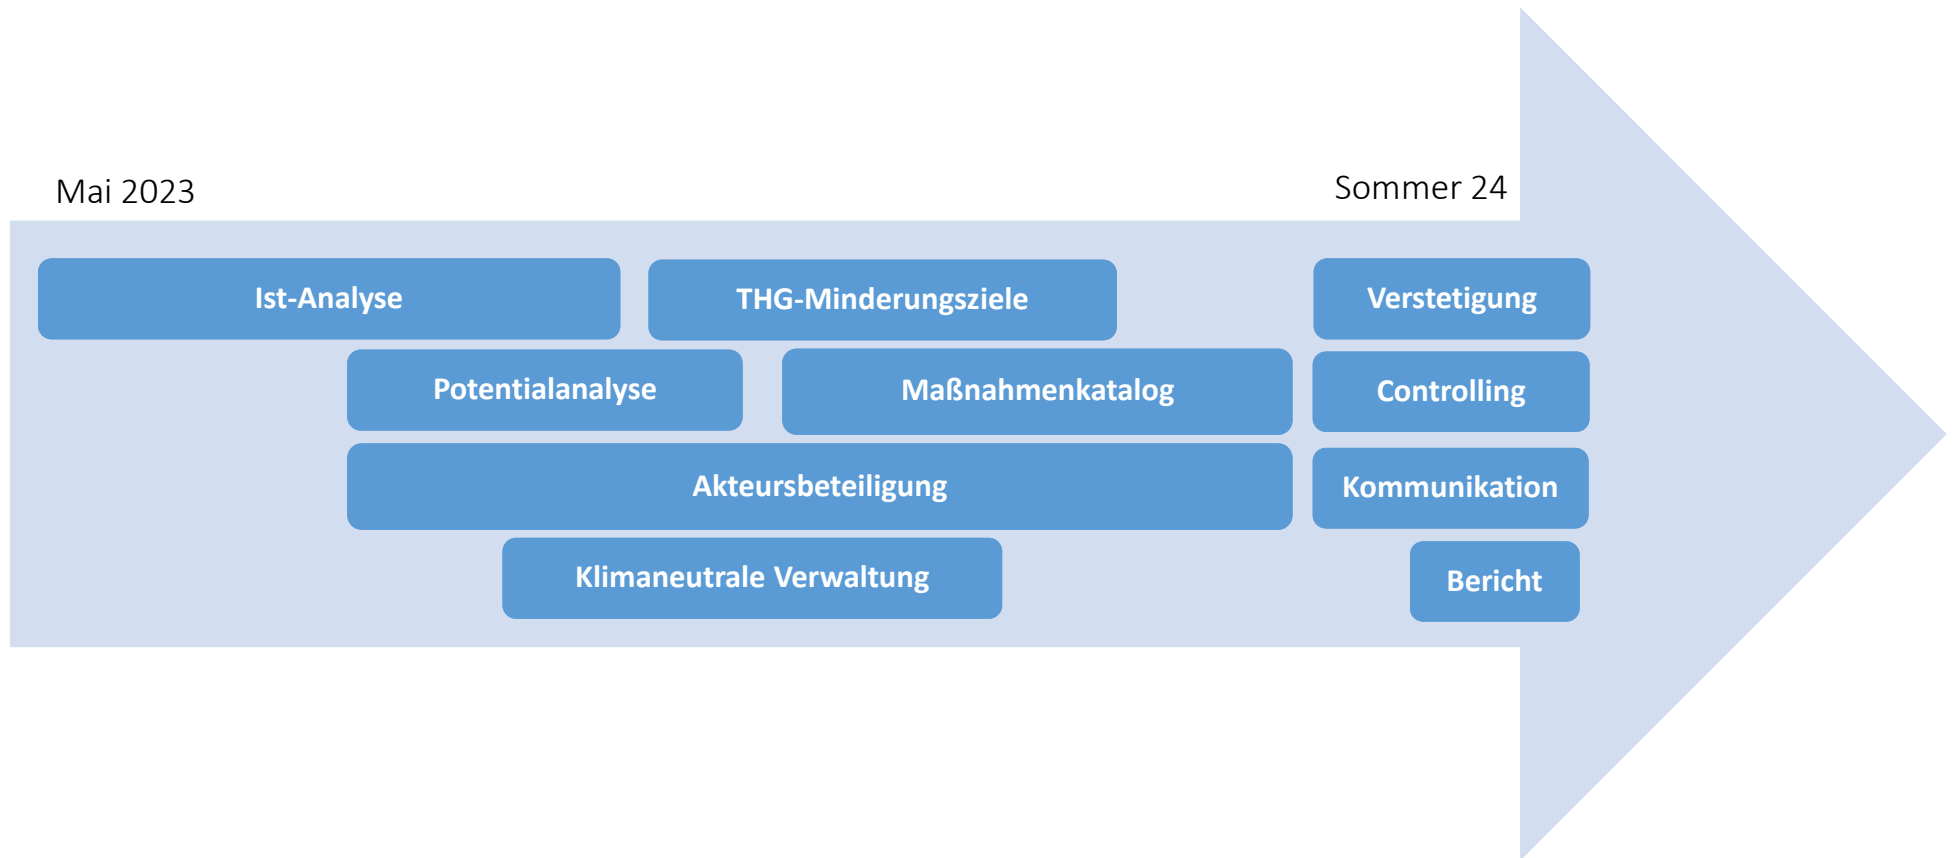 Mai 2023
Sommer 24
Ist-Analyse
THG-Minderungsziele
Verstetigung
Potentialanalyse
Maßnahmenkatalog
Controlling
Akteursbeteiligung
Kommunikation
Klimaneutrale Verwaltung
Bericht